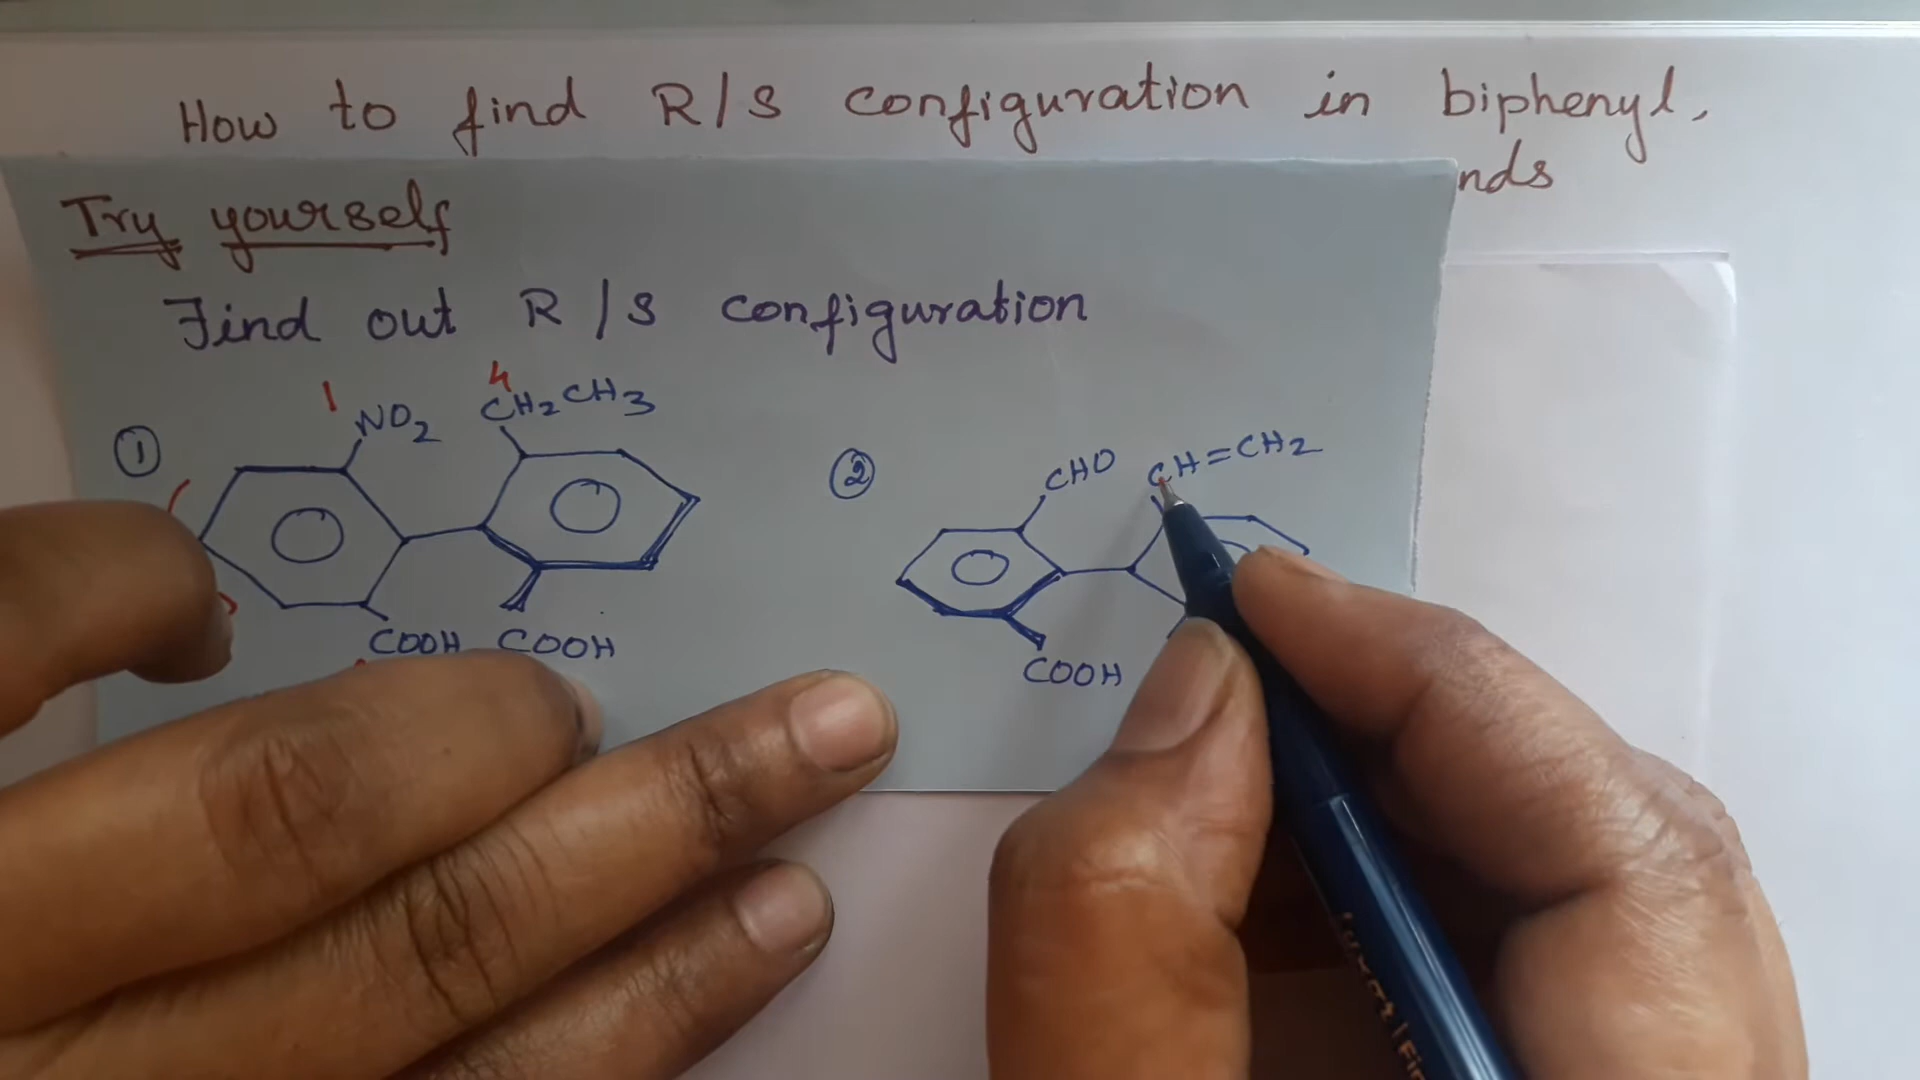 How to find R/S configuration in biphenyl,
nds
Try yourself
Find out R/S configuration
1 4
① NO2 CH2CH3
② CHO CH=CH2
COOH COOH
COOH